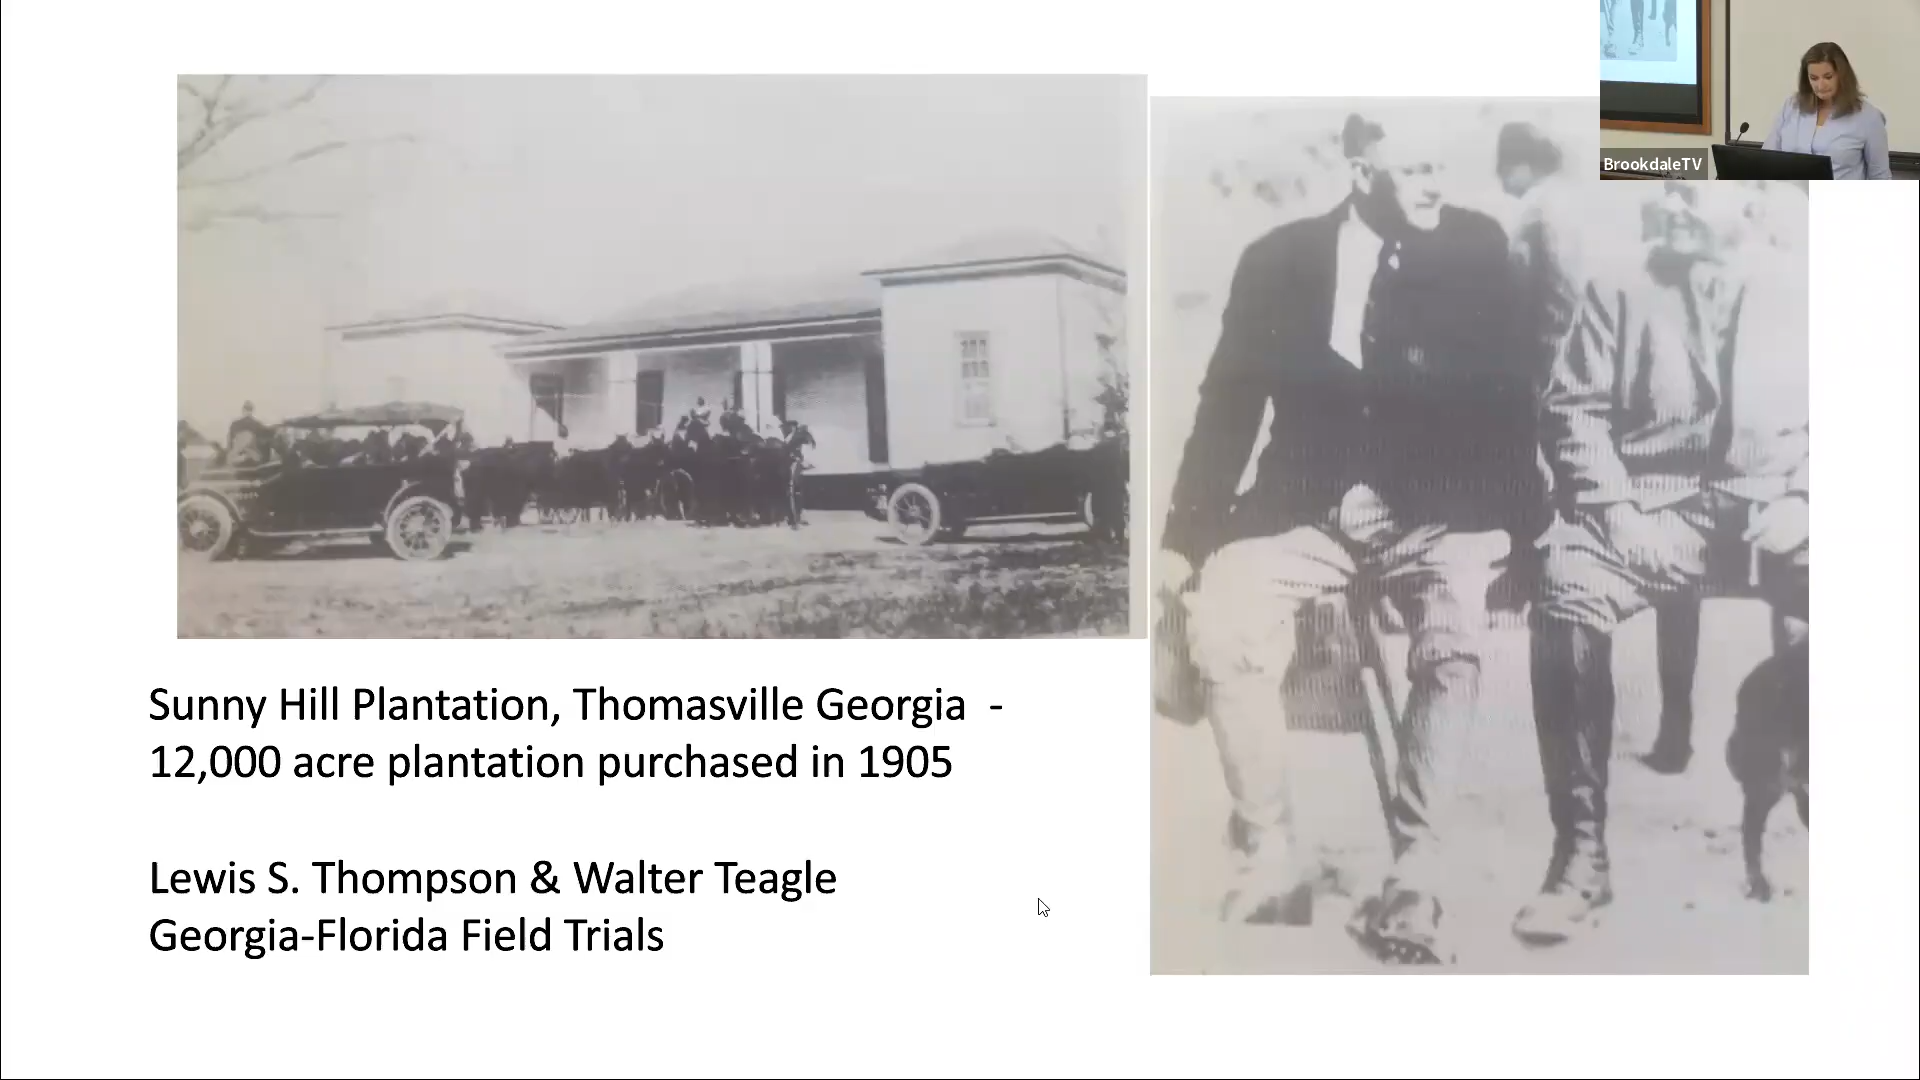 BrookdaleTV
Sunny Hill Plantation, Thomasville Georgia -
12,000 acre plantation purchased in 1905
Lewis S. Thompson & Walter Teagle
Georgia-Florida Field Trials